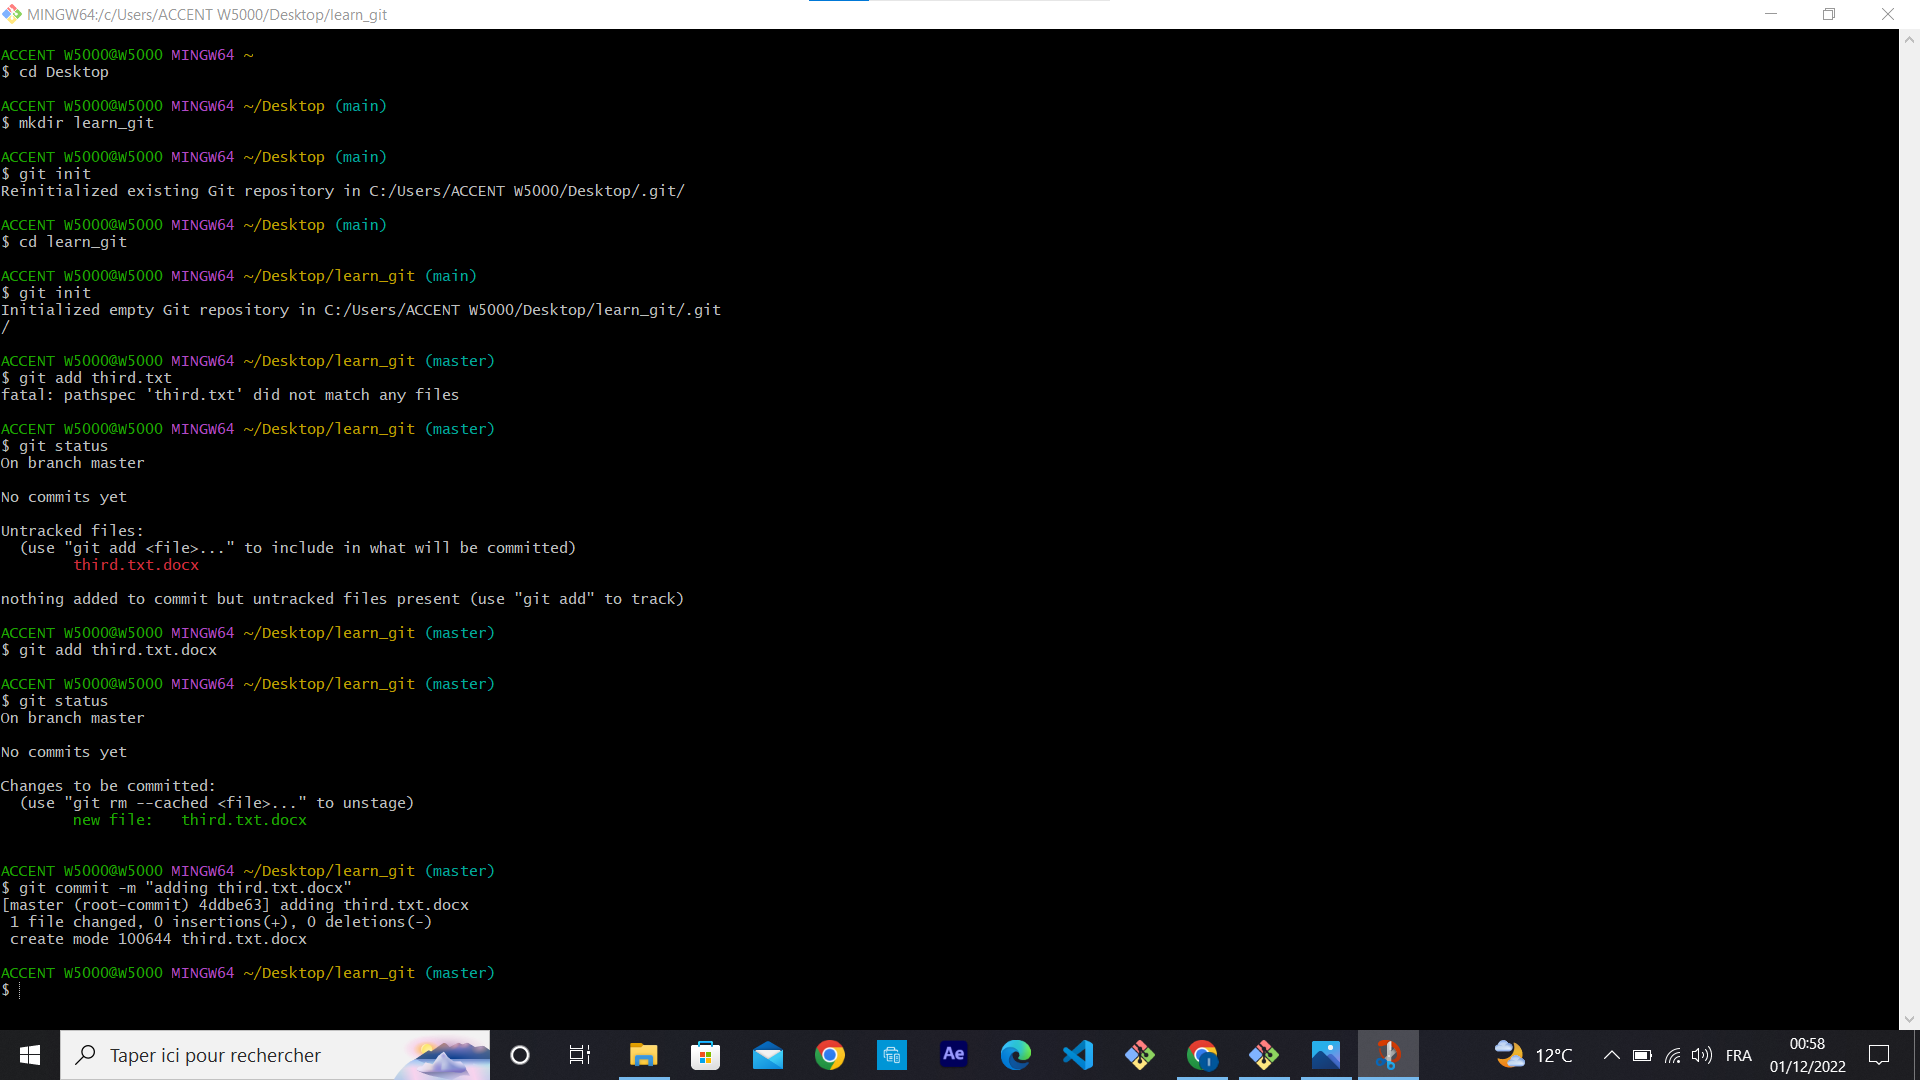 MINGW64:/c/Users/ACCENT W5000/Desktop/learn_git
ACCENT W5000@W5000 MINGW64 ~
$ cd Desktop
ACCENT W5000@W5000 MINGW64 ~/Desktop (main)
$ mkdir learn_git
ACCENT W5000@W5000 MINGW64 ~/Desktop (main)
$ git init
Reinitialized existing Git repository in C:/Users/ACCENT W5000/Desktop/.git/
ACCENT W5000@W5000 MINGW64 ~/Desktop (main)
$ cd learn_git
ACCENT W5000@W5000 MINGW64 ~/Desktop/learn_git (main)
$ git init
Initialized empty Git repository in C:/Users/ACCENT W5000/Desktop/learn_git/.git
/
ACCENT W5000@W5000 MINGW64 ~/Desktop/learn_git (master)
$ git add third.txt
fatal: pathspec 'third.txt' did not match any files
ACCENT W5000@W5000 MINGW64 ~/Desktop/learn_git (master)
$ git status
On branch master
No commits yet
Untracked files:
  (use "git add <file>..." to include in what will be committed)
        third.txt.docx
nothing added to commit but untracked files present (use "git add" to track)
ACCENT W5000@W5000 MINGW64 ~/Desktop/learn_git (master)
$ git add third.txt.docx
ACCENT W5000@W5000 MINGW64 ~/Desktop/learn_git (master)
$ git status
On branch master
No commits yet
Changes to be committed:
  (use "git rm --cached <file>..." to unstage)
        new file:   third.txt.docx
ACCENT W5000@W5000 MINGW64 ~/Desktop/learn_git (master)
$ git commit -m "adding third.txt.docx"
[master (root-commit) 4ddbe63] adding third.txt.docx
 1 file changed, 0 insertions(+), 0 deletions(-)
 create mode 100644 third.txt.docx
ACCENT W5000@W5000 MINGW64 ~/Desktop/learn_git (master)
$
Taper ici pour rechercher
Ae
12°C
FRA
00:58
01/12/2022